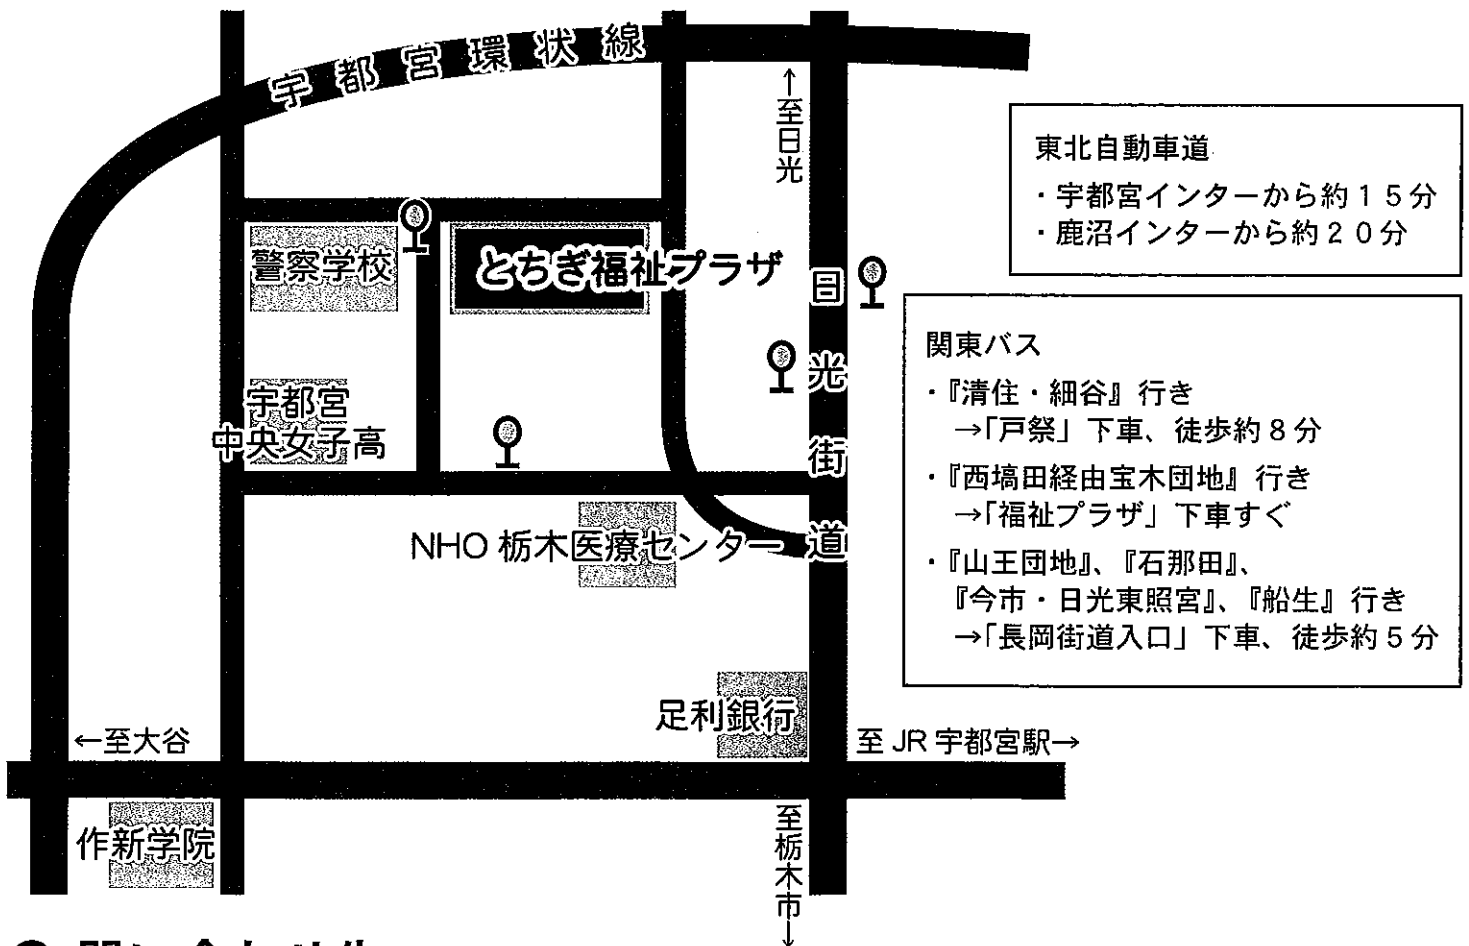 宇都宮環状線
↑至日光
東北自動車道
・宇都宮インターから約15分
・鹿沼インターから約20分
警察学校
とちぎ福祉プラザ
日光街道
関東バス
・『清住・細谷』行き
→「戸祭」下車、徒歩約8分
・『西塙田経由宝木団地』行き
→「福祉プラザ」下車すぐ
・『山王団地』、『石那田』、
『今市・日光東照宮』、『船生』行き
→「長岡街道入口」下車、徒歩約5分
宇都宮
中央女子高
NHO 栃木医療センター
足利銀行
←至大谷
至 JR 宇都宮駅→
作新学院
至栃木市→